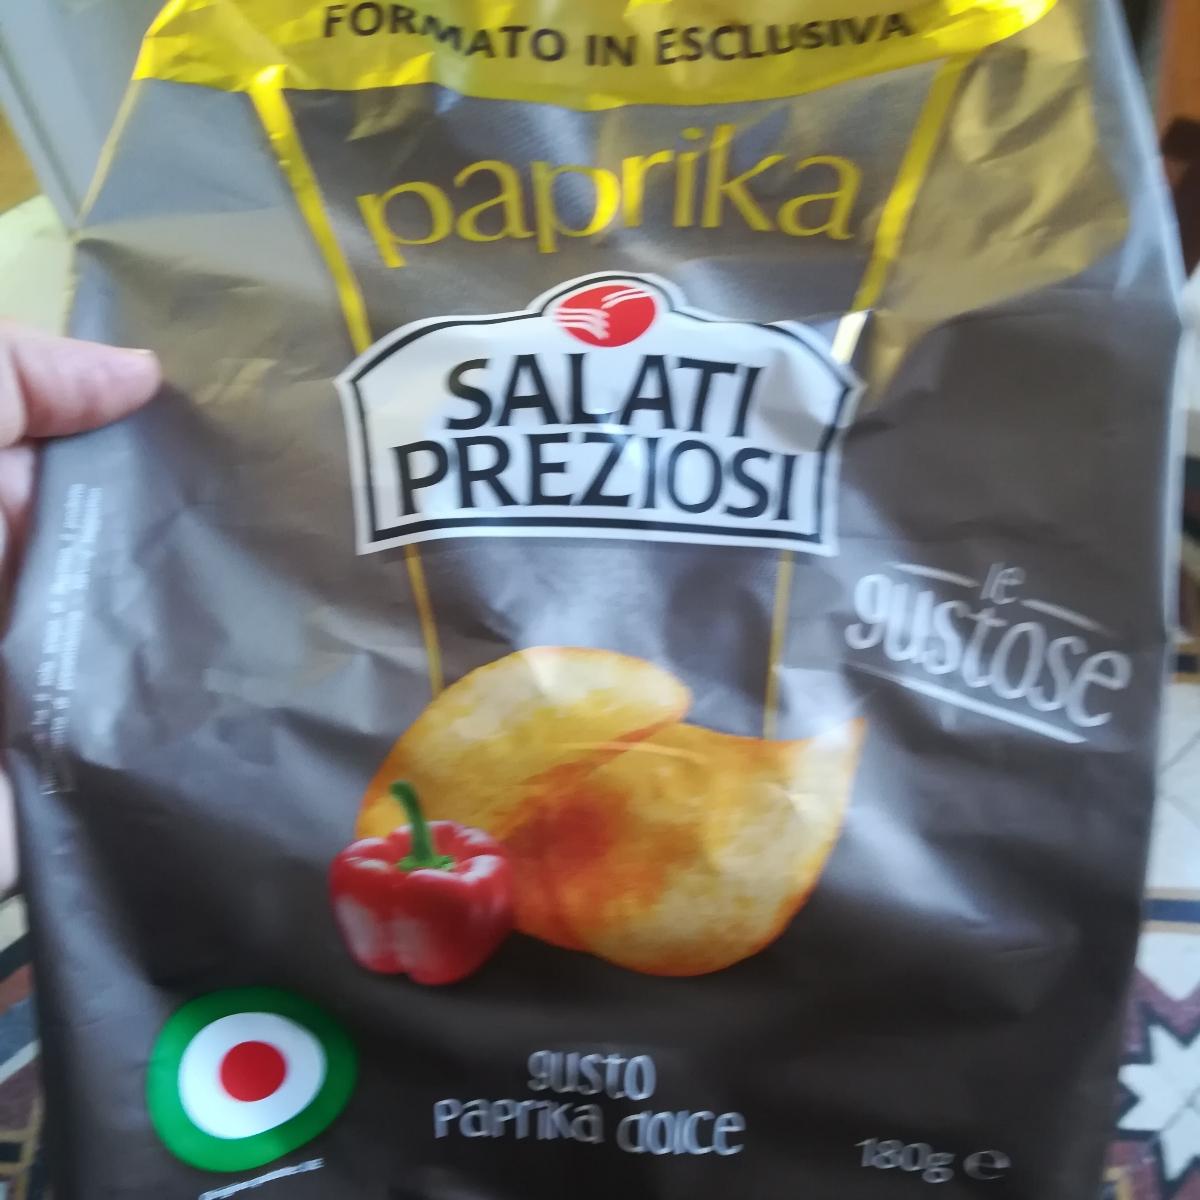 FORMATO IN ESCLUSIVA
paprika
SALATI
PREZIOSI
le
gustose
gusto
paprika dolce
180g e